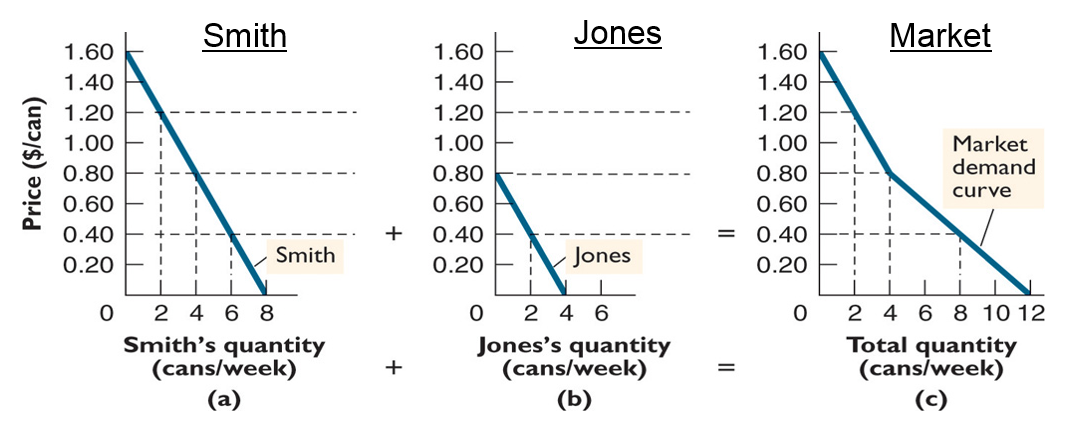 Smith
Jones
Market
Price ($/can)
1.60
1.40
1.20
1.00
0.80
0.60
0.40
0.20
0
2 4 6 8
Smith
Smith's quantity
(cans/week)
(a)
+
+
1.60
1.40
1.20
1.00
0.80
0.60
0.40
0.20
0
2 4 6
Jones
Jones's quantity
(cans/week)
(b)
=
=
1.60
1.40
1.20
1.00
0.80
0.60
0.40
0.20
0
2 4 6 8 10 12
Market
demand
curve
Total quantity
(cans/week)
(c)